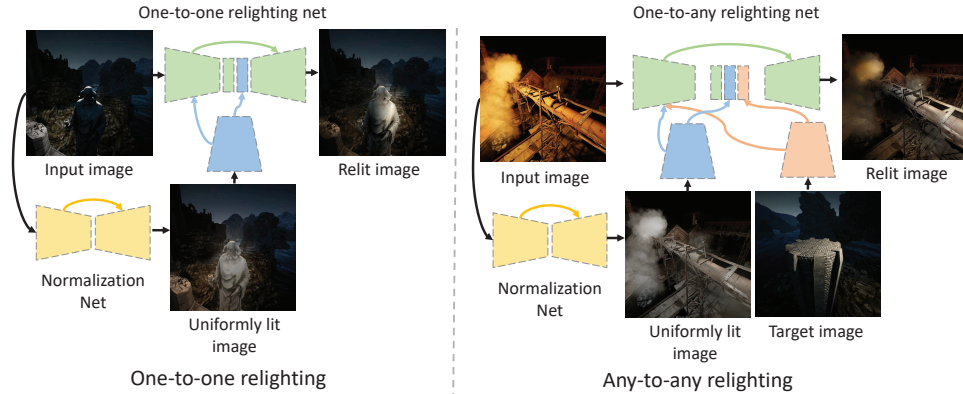 One-to-one relighting net
Input image
Relit image
Normalization
Net
Uniformly lit
image
One-to-one relighting
One-to-any relighting net
Input image
Relit image
Normalization
Net
Uniformly lit
image
Target image
Any-to-any relighting